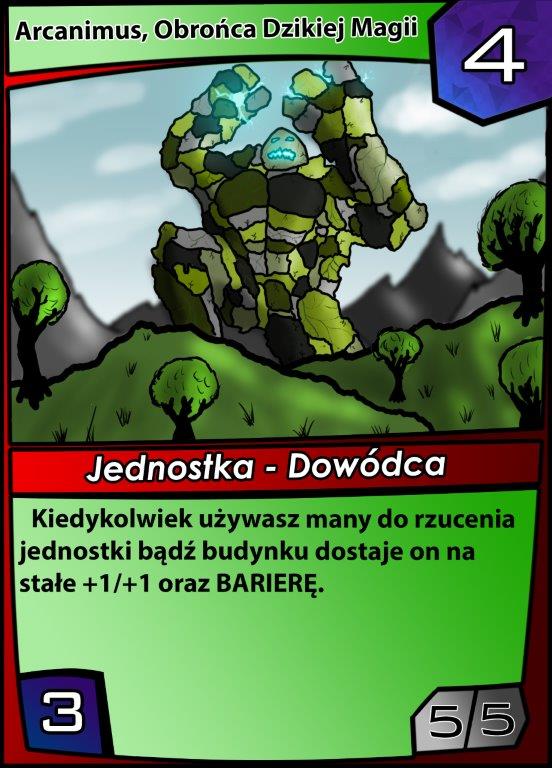 Arcanimus, Obrońca Dzikiej Magii
4
Jednostka - Dowódca
Kiedykolwiek używasz many do rzucenia
jednostki bądź budynku dostaje on na
stałe +1/+1 oraz BARIERĘ.
3
5/5